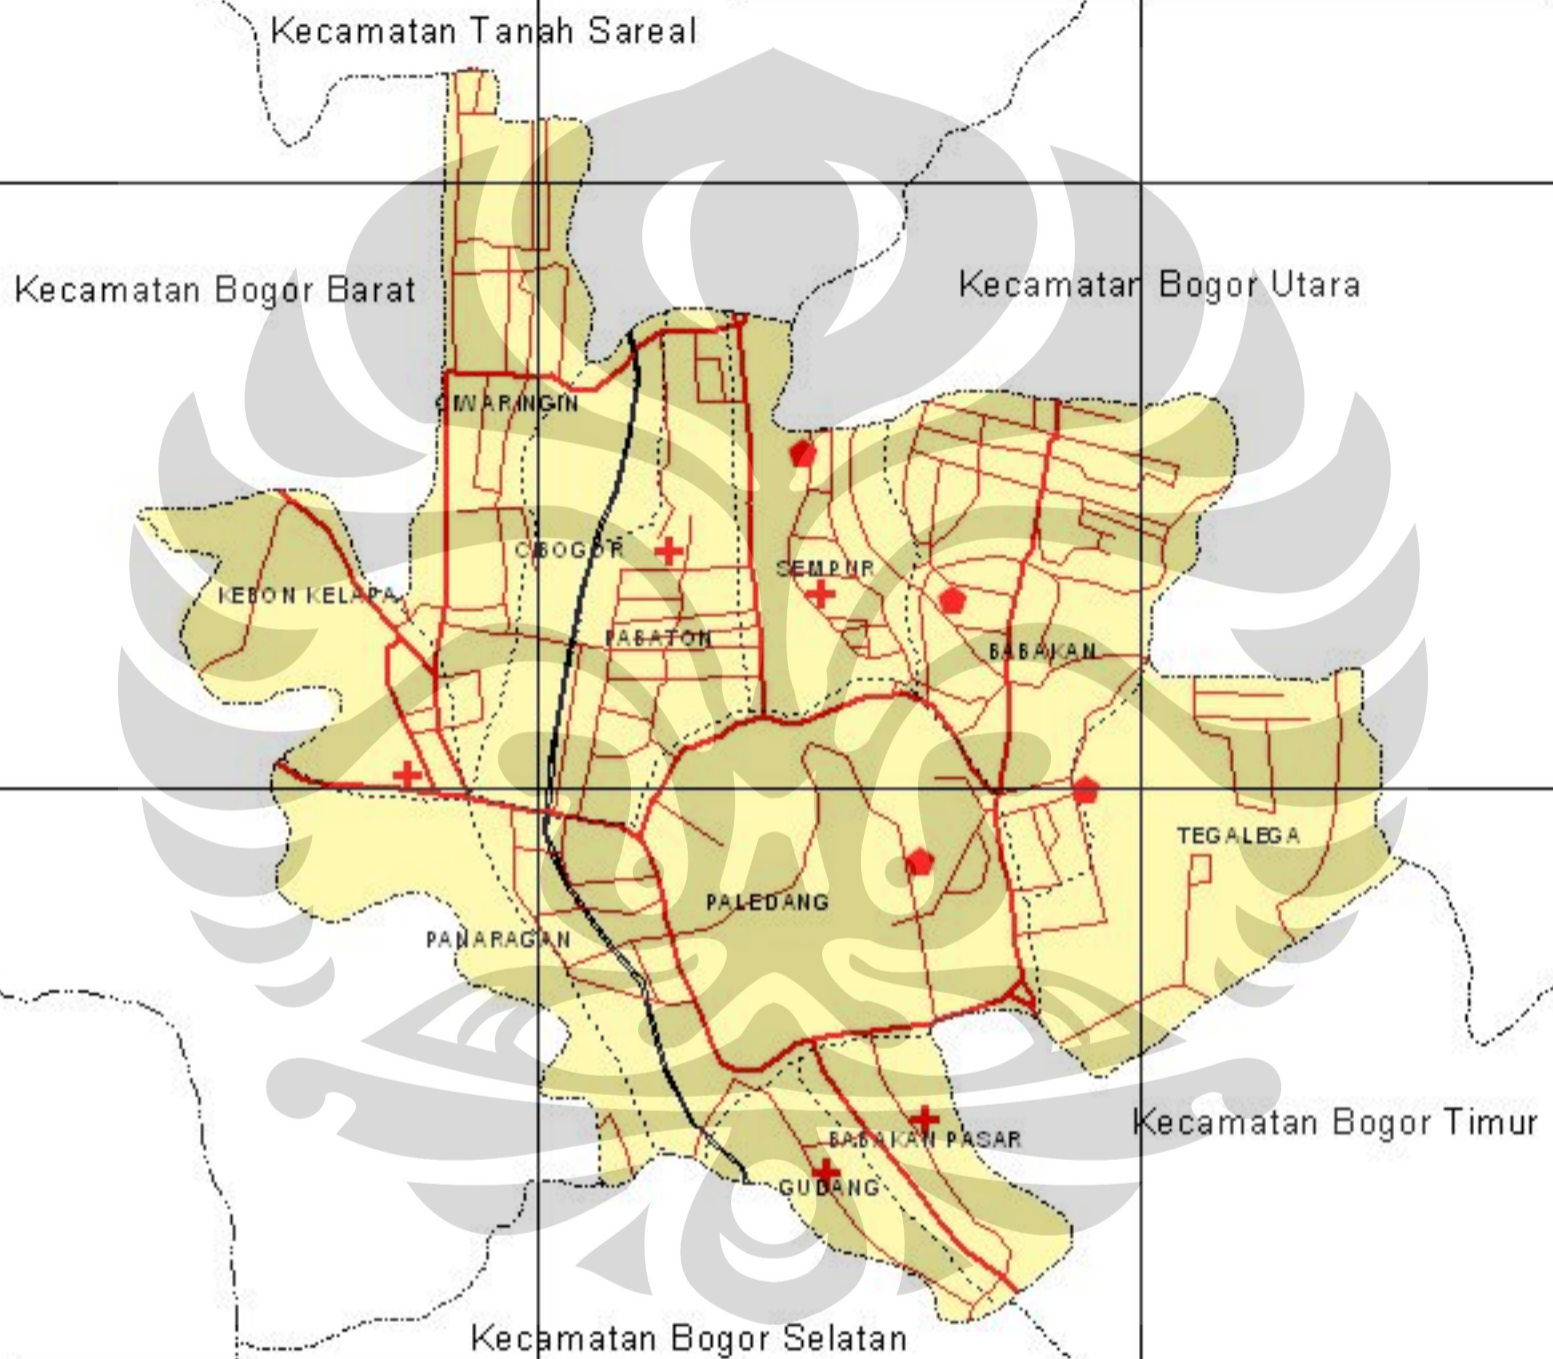 Kecamatan Tanah Sareal
Kecamatan Bogor Barat
Kecamatan Bogor Utara
CIWARINGIN
CIBOGOR
SEMPUR
KEBON KELAPA
PABATON
BABAKAN
TEGALEGA
PALEDANG
PANARAGAN
Kecamatan Bogor Timur
BABAKAN PASAR
GUDANG
Kecamatan Bogor Selatan